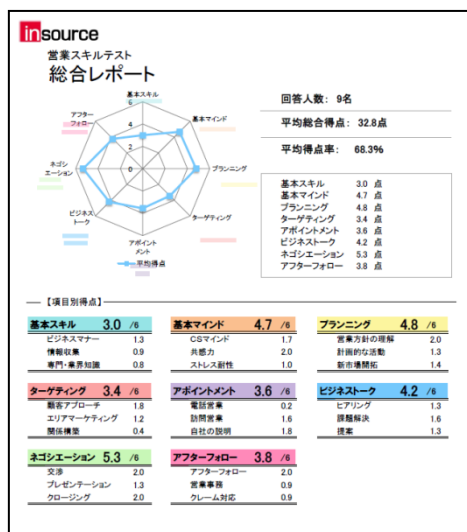 insource
営業スキルテスト
総合レポート
回答人数: 9名
平均総合得点: 32.8点
平均得点率: 68.3%
基本スキル
基本マインド
プランニング
ターゲティング
アポイント
メント
ビジネス
トーク
ネゴシ
エーション
アフター
フォロー
6
4
2
0
平均得点
基本スキル 3.0 点
基本マインド 4.7 点
プランニング 4.8 点
ターゲティング 3.4 点
アポイントメント 3.6 点
ビジネストーク 4.2 点
ネゴシエーション 5.3 点
アフターフォロー 3.8 点
【項目別得点】
基本スキル 3.0 /6
ビジネスマナー 1.3
情報収集 0.9
専門・業界知識 0.8
基本マインド 4.7 /6
CSマインド 1.7
共感力 2.0
ストレス耐性 1.0
プランニング 4.8 /6
営業方針の理解 2.0
計画的な活動 1.3
新市場開拓 1.4
ターゲティング 3.4 /6
顧客アプローチ 1.8
エリアマーケティング 1.2
関係構築 0.4
アポイントメント 3.6 /6
電話営業 0.2
訪問営業 1.6
自社の説明 1.8
ビジネストーク 4.2 /6
ヒアリング 1.3
課題解決 1.6
提案 1.3
ネゴシエーション 5.3 /6
交渉 2.0
プレゼンテーション 1.3
クロージング 2.0
アフターフォロー 3.8 /6
アフターフォロー 2.0
営業事務 0.9
クレーム対応 0.9